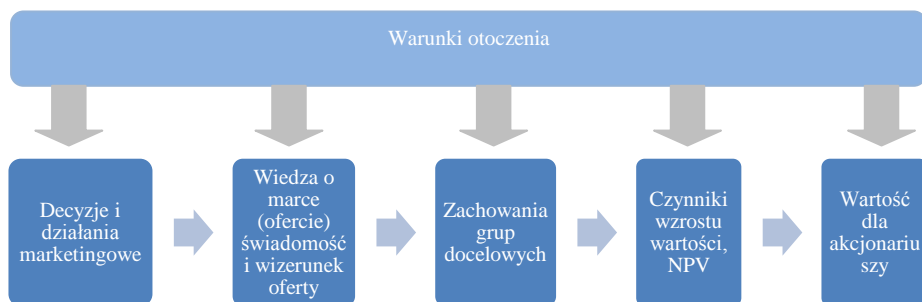 Warunki otoczenia
Decyzje i
działania
marketingowe
Wiedza o
marce
(ofercie)
świadomość
i wizerunek
oferty
Zachowania
grup
docelowych
Czynniki
wzrostu
wartości,
NPV
Wartość
dla
akcjonariu
szy